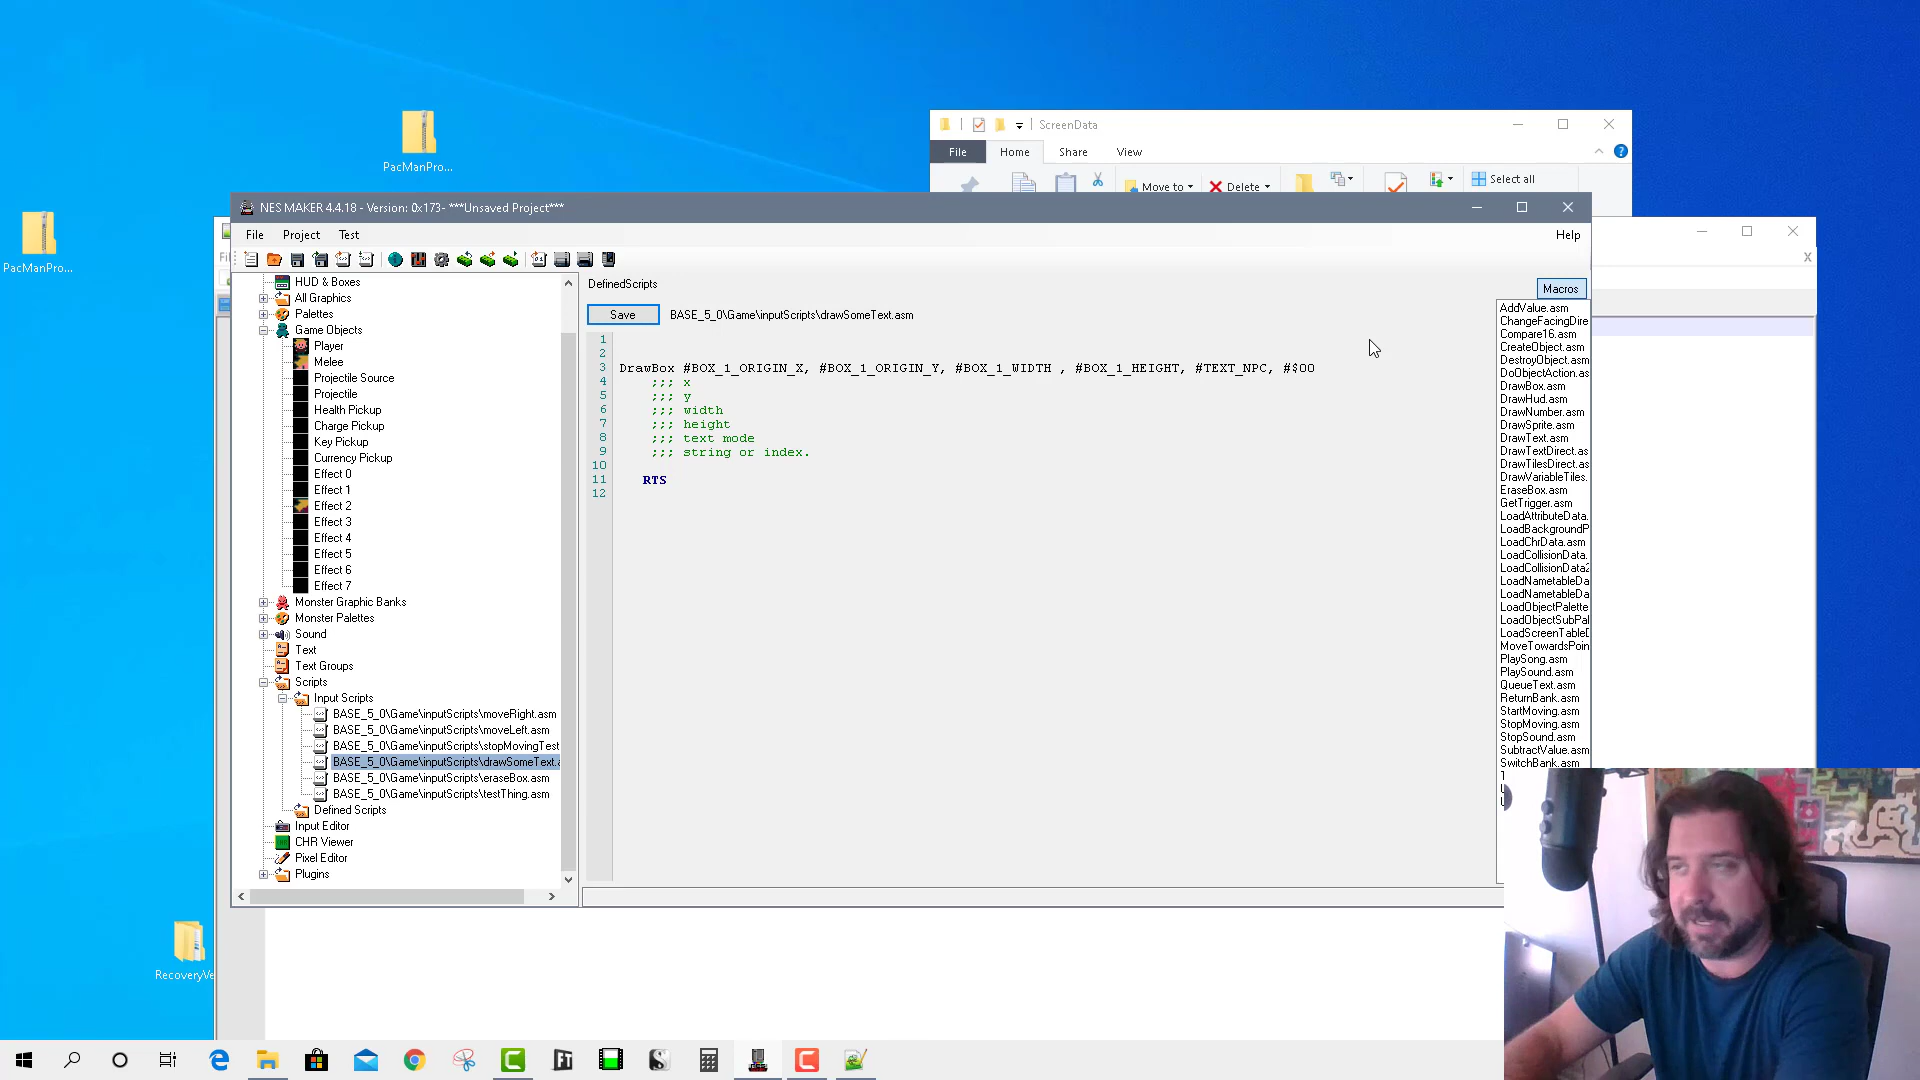 PacManPro...
PacManPro...
ScreenData
File
Home
Share
View
Move to
Delete
Select all
NES MAKER 4.4.18 - Version: 0x173- ***Unsaved Project***
File
Project
Test
Help
HUD & Boxes
All Graphics
Palettes
Game Objects
Player
Melee
Projectile Source
Projectile
Health Pickup
Charge Pickup
Key Pickup
Currency Pickup
Effect 0
Effect 1
Effect 2
Effect 3
Effect 4
Effect 5
Effect 6
Effect 7
Monster Graphic Banks
Monster Palettes
Sound
Text
Text Groups
Scripts
Input Scripts
BASE_5_0\Game\inputScripts\moveRight.asm
BASE_5_0\Game\inputScripts\moveLeft.asm
BASE_5_0\Game\inputScripts\stopMovingTest
BASE_5_0\Game\inputScripts\drawSomeText.a
BASE_5_0\Game\inputScripts\eraseBox.asm
BASE_5_0\Game\inputScripts\testThing.asm
Defined Scripts
Input Editor
CHR Viewer
Pixel Editor
Plugins
DefinedScripts
Save
BASE_5_0\Game\inputScripts\drawSomeText.asm
1
2
3 DrawBox #BOX_1_ORIGIN_X, #BOX_1_ORIGIN_Y, #BOX_1_WIDTH , #BOX_1_HEIGHT, #TEXT_NPC, #$00
4 ;;; x
5 ;;; y
6 ;;; width
7 ;;; height
8 ;;; text mode
9 ;;; string or index.
10
11 RTS
12
Macros
AddValue.asm
ChangeFacingDire
Compare16.asm
CreateObject.asm
DestroyObject.asm
DoObjectAction.as
DrawBox.asm
DrawHud.asm
DrawNumber.asm
DrawSprite.asm
DrawText.asm
DrawTextDirect.as
DrawTilesDirect.as
DrawVariableTiles.
EraseBox.asm
GetTrigger.asm
LoadAttributeData.
LoadBackgroundP
LoadChrData.asm
LoadCollisionData.
LoadCollisionData2
LoadNametableDa
LoadNametableDa
LoadObjectPalette
LoadObjectSubPal
LoadScreenTableD
MoveTowardsPoin
PlaySong.asm
PlaySound.asm
QueueText.asm
ReturnBank.asm
StartMoving.asm
StopMoving.asm
StopSound.asm
SubtractValue.asm
SwitchBank.asm
RecoveryVe